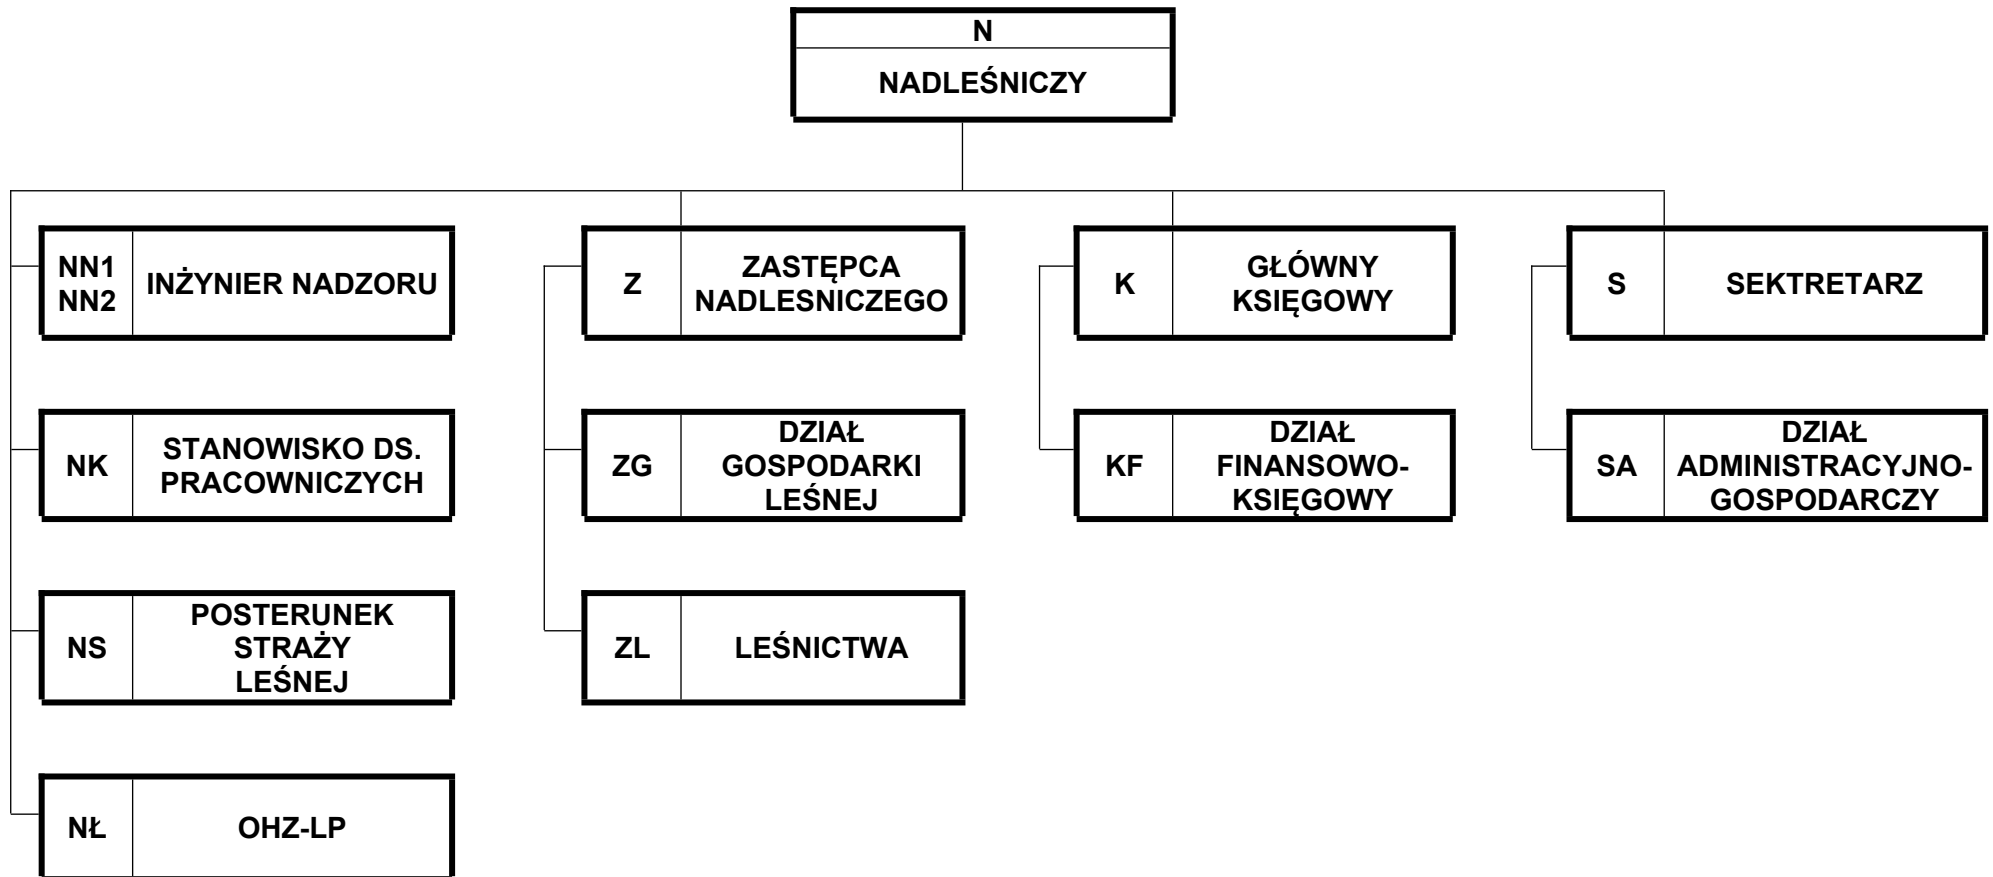 N
NADLEŚNICZY
NN1
NN2
INŻYNIER NADZORU
Z
ZASTĘPCA
NADLESNICZEGO
K
GŁÓWNY
KSIĘGOWY
S
SEKTRETARZ
NK
STANOWISKO DS.
PRACOWNICZYCH
ZG
DZIAŁ
GOSPODARKI
LEŚNEJ
KF
DZIAŁ
FINANSOWO-
KSIĘGOWY
SA
DZIAŁ
ADMINISTRACYJNO-
GOSPODARCZY
NS
POSTERUNEK
STRAŻY
LEŚNEJ
ZL
LEŚNICTWA
NŁ
OHZ-LP